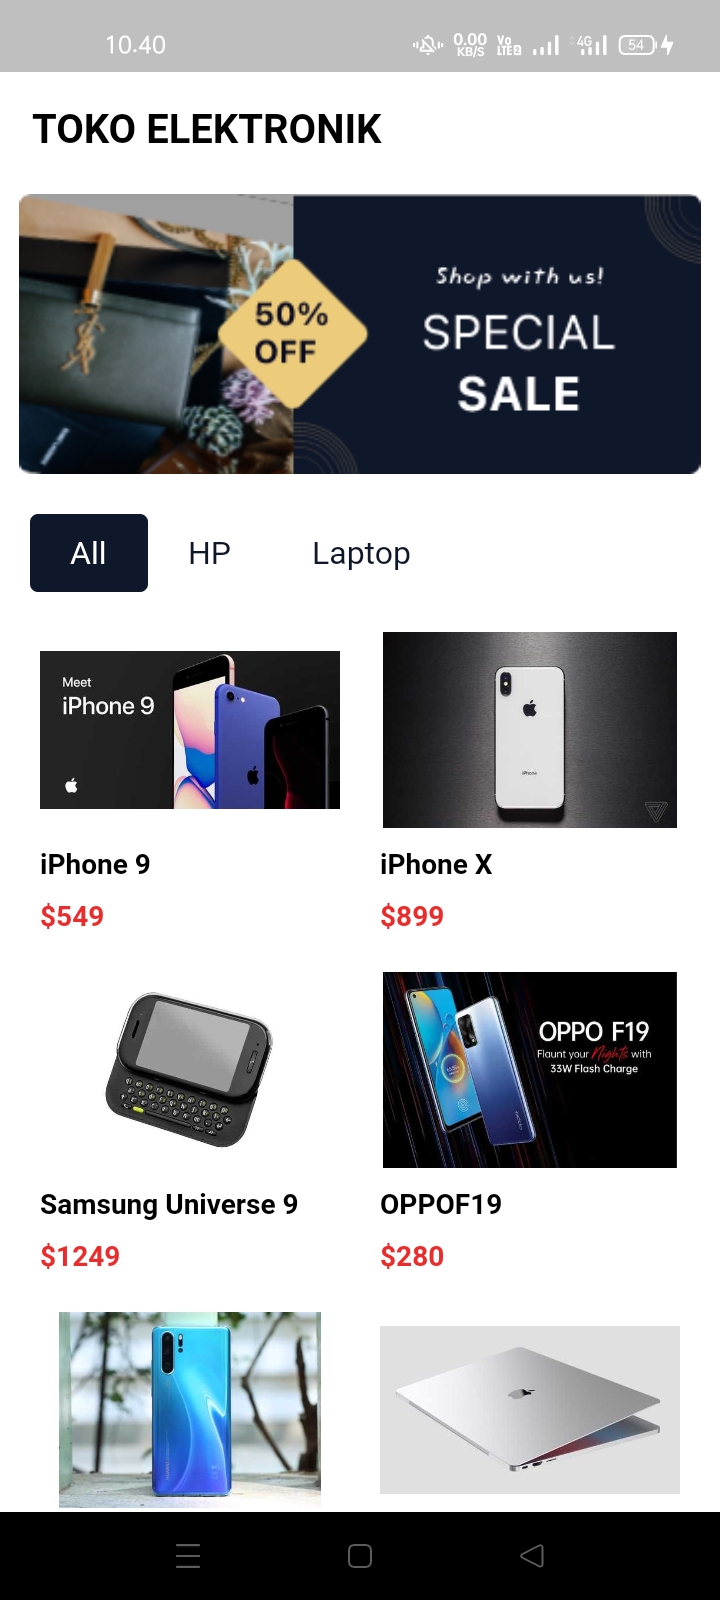 10.40
0.00
KB/S
Vo
LTE2
4G
54
TOKO ELEKTRONIK
50%
OFF
Shop with us!
SPECIAL
SALE
All
HP
Laptop
Meet
iPhone 9
iPhone
iPhone 9
iPhone X
$549
$899
OPPO F19
Flaunt your Nights with
33W Flash Charge
Samsung Universe 9
OPPOF19
$1249
$280